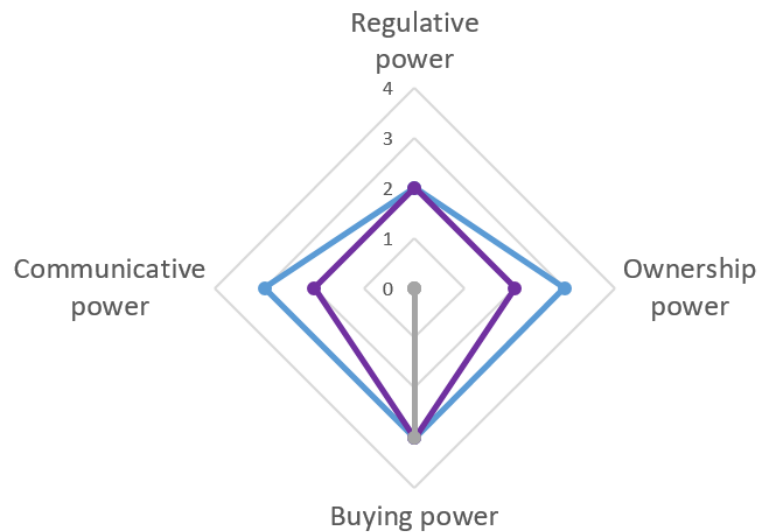 Regulative
power
4
3
2
1
0
Communicative
power
Ownership
power
Buying power